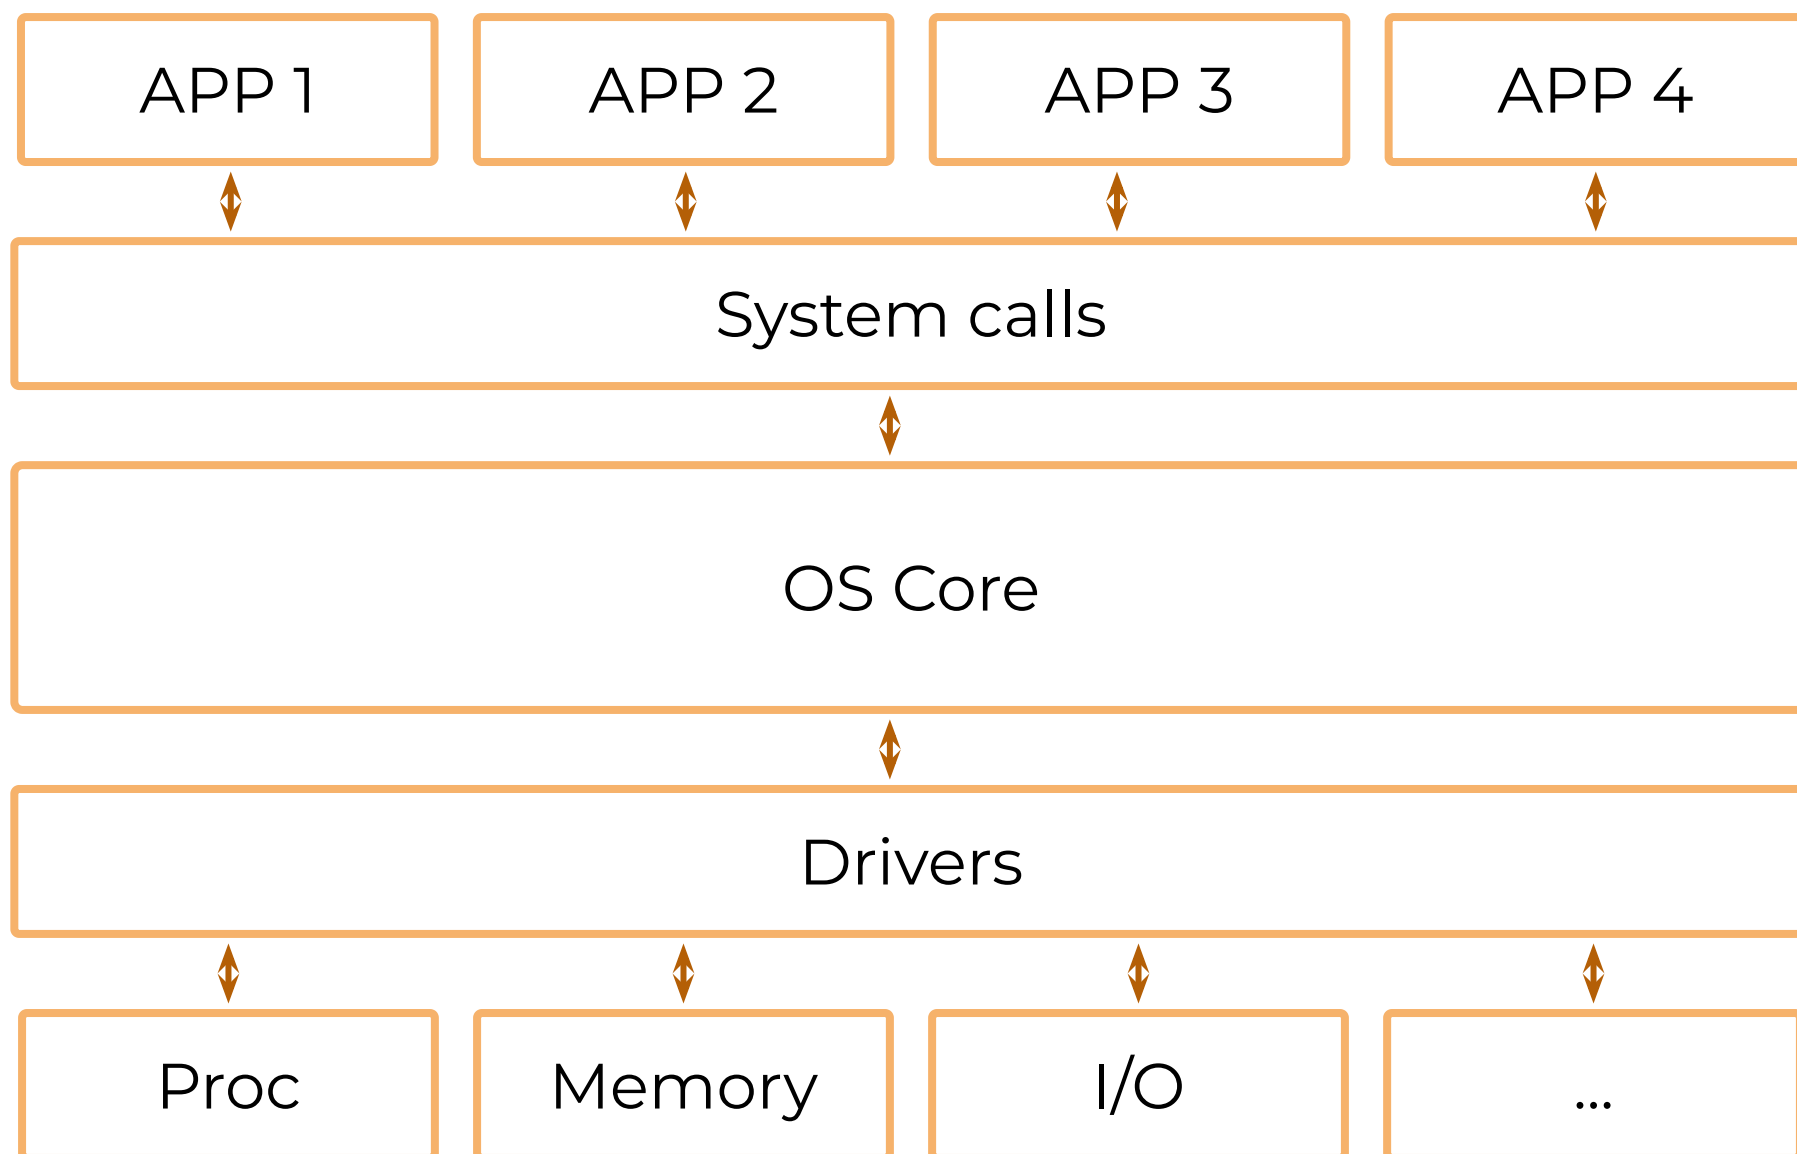 APP 1
APP 2
APP 3
APP 4
System calls
OS Core
Drivers
Proc
Memory
I/O
...